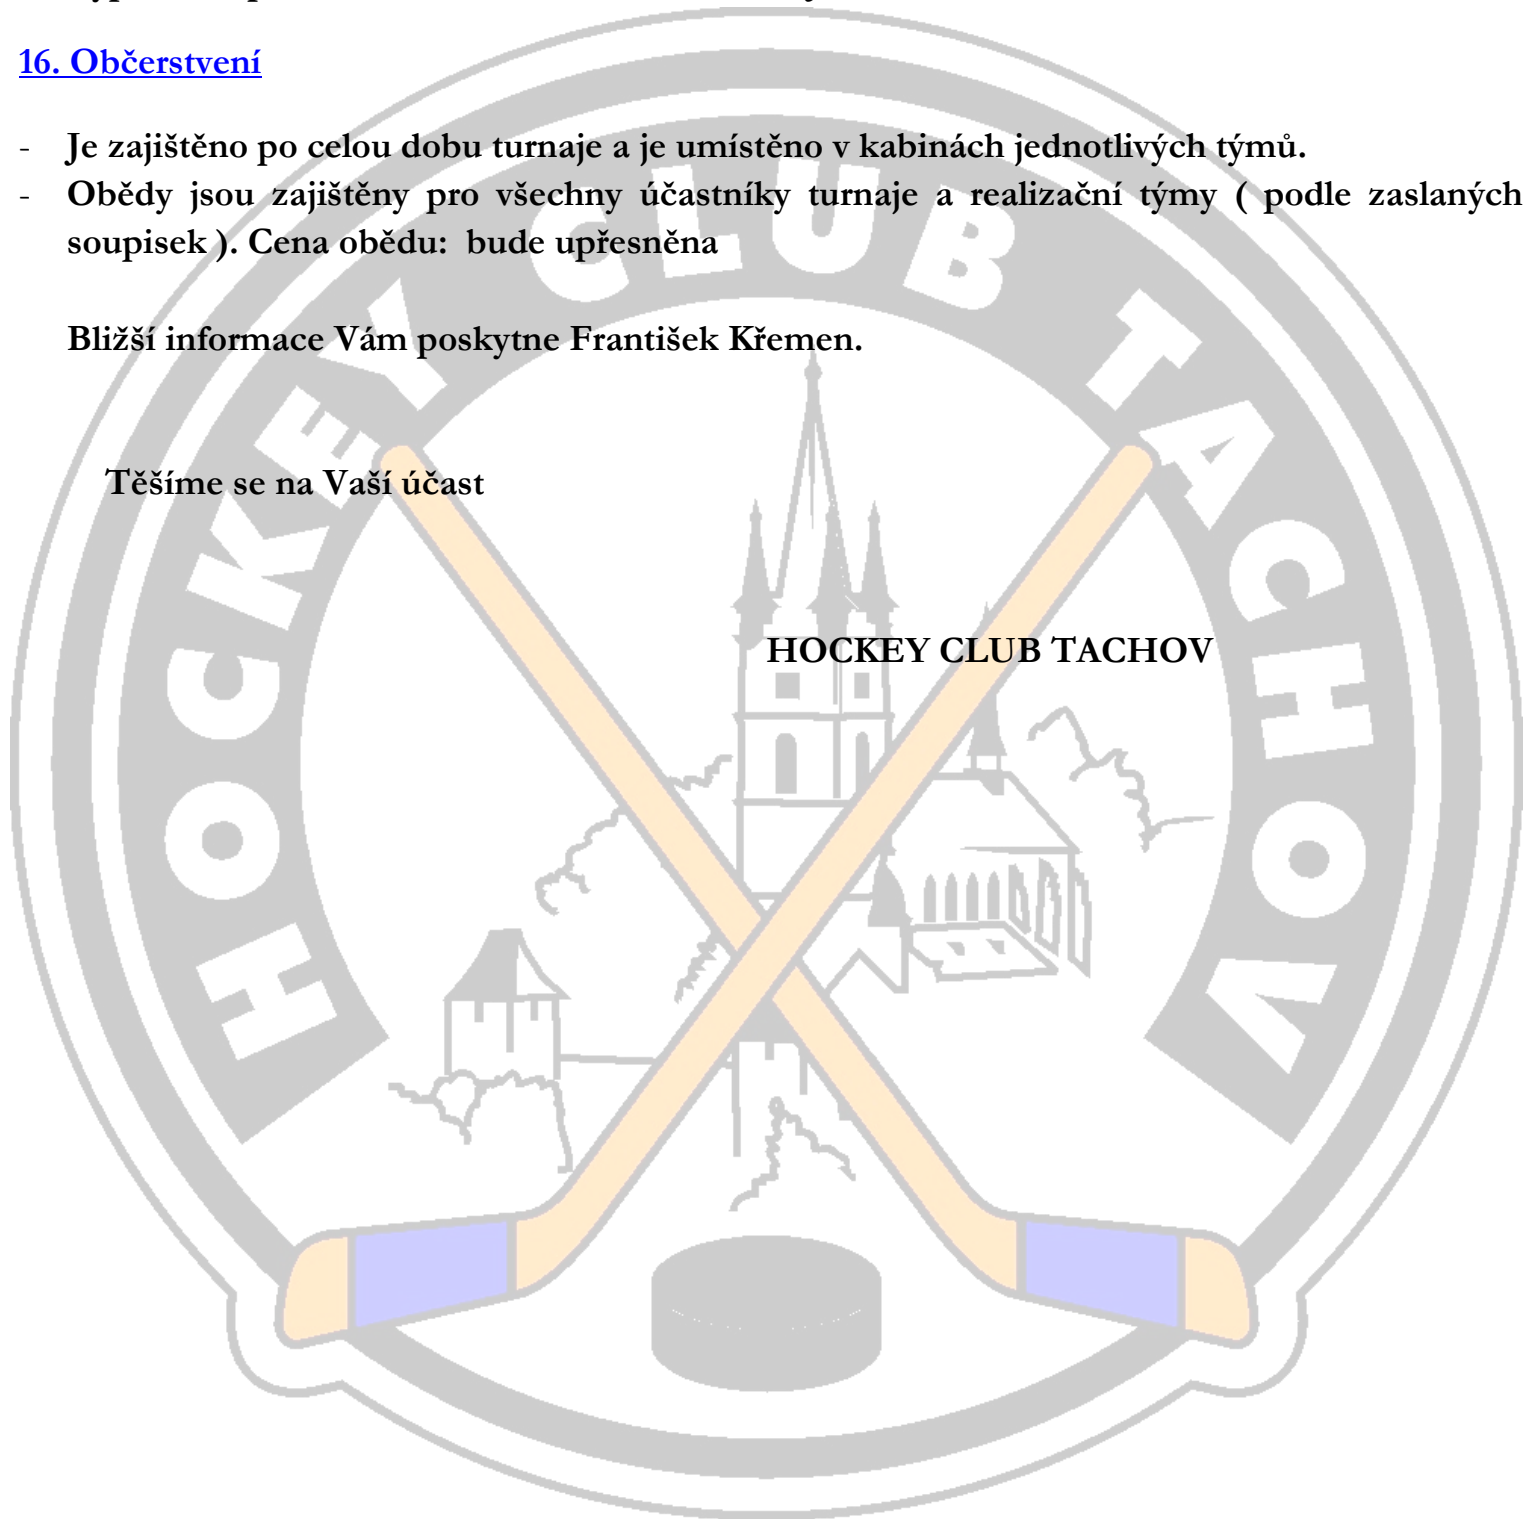 16. Občerstvení
- Je zajištěno po celou dobu turnaje a je umístěno v kabinách jednotlivých týmů.
- Obědy jsou zajištěny pro všechny účastníky turnaje a realizační týmy ( podle zaslaných
soupisek ). Cena obědu: bude upřesněna
Bližší informace Vám poskytne František Křemen.
Těšíme se na Vaší účast
HOCKEY CLUB TACHOV
HOCKEY CLUB TACHOV